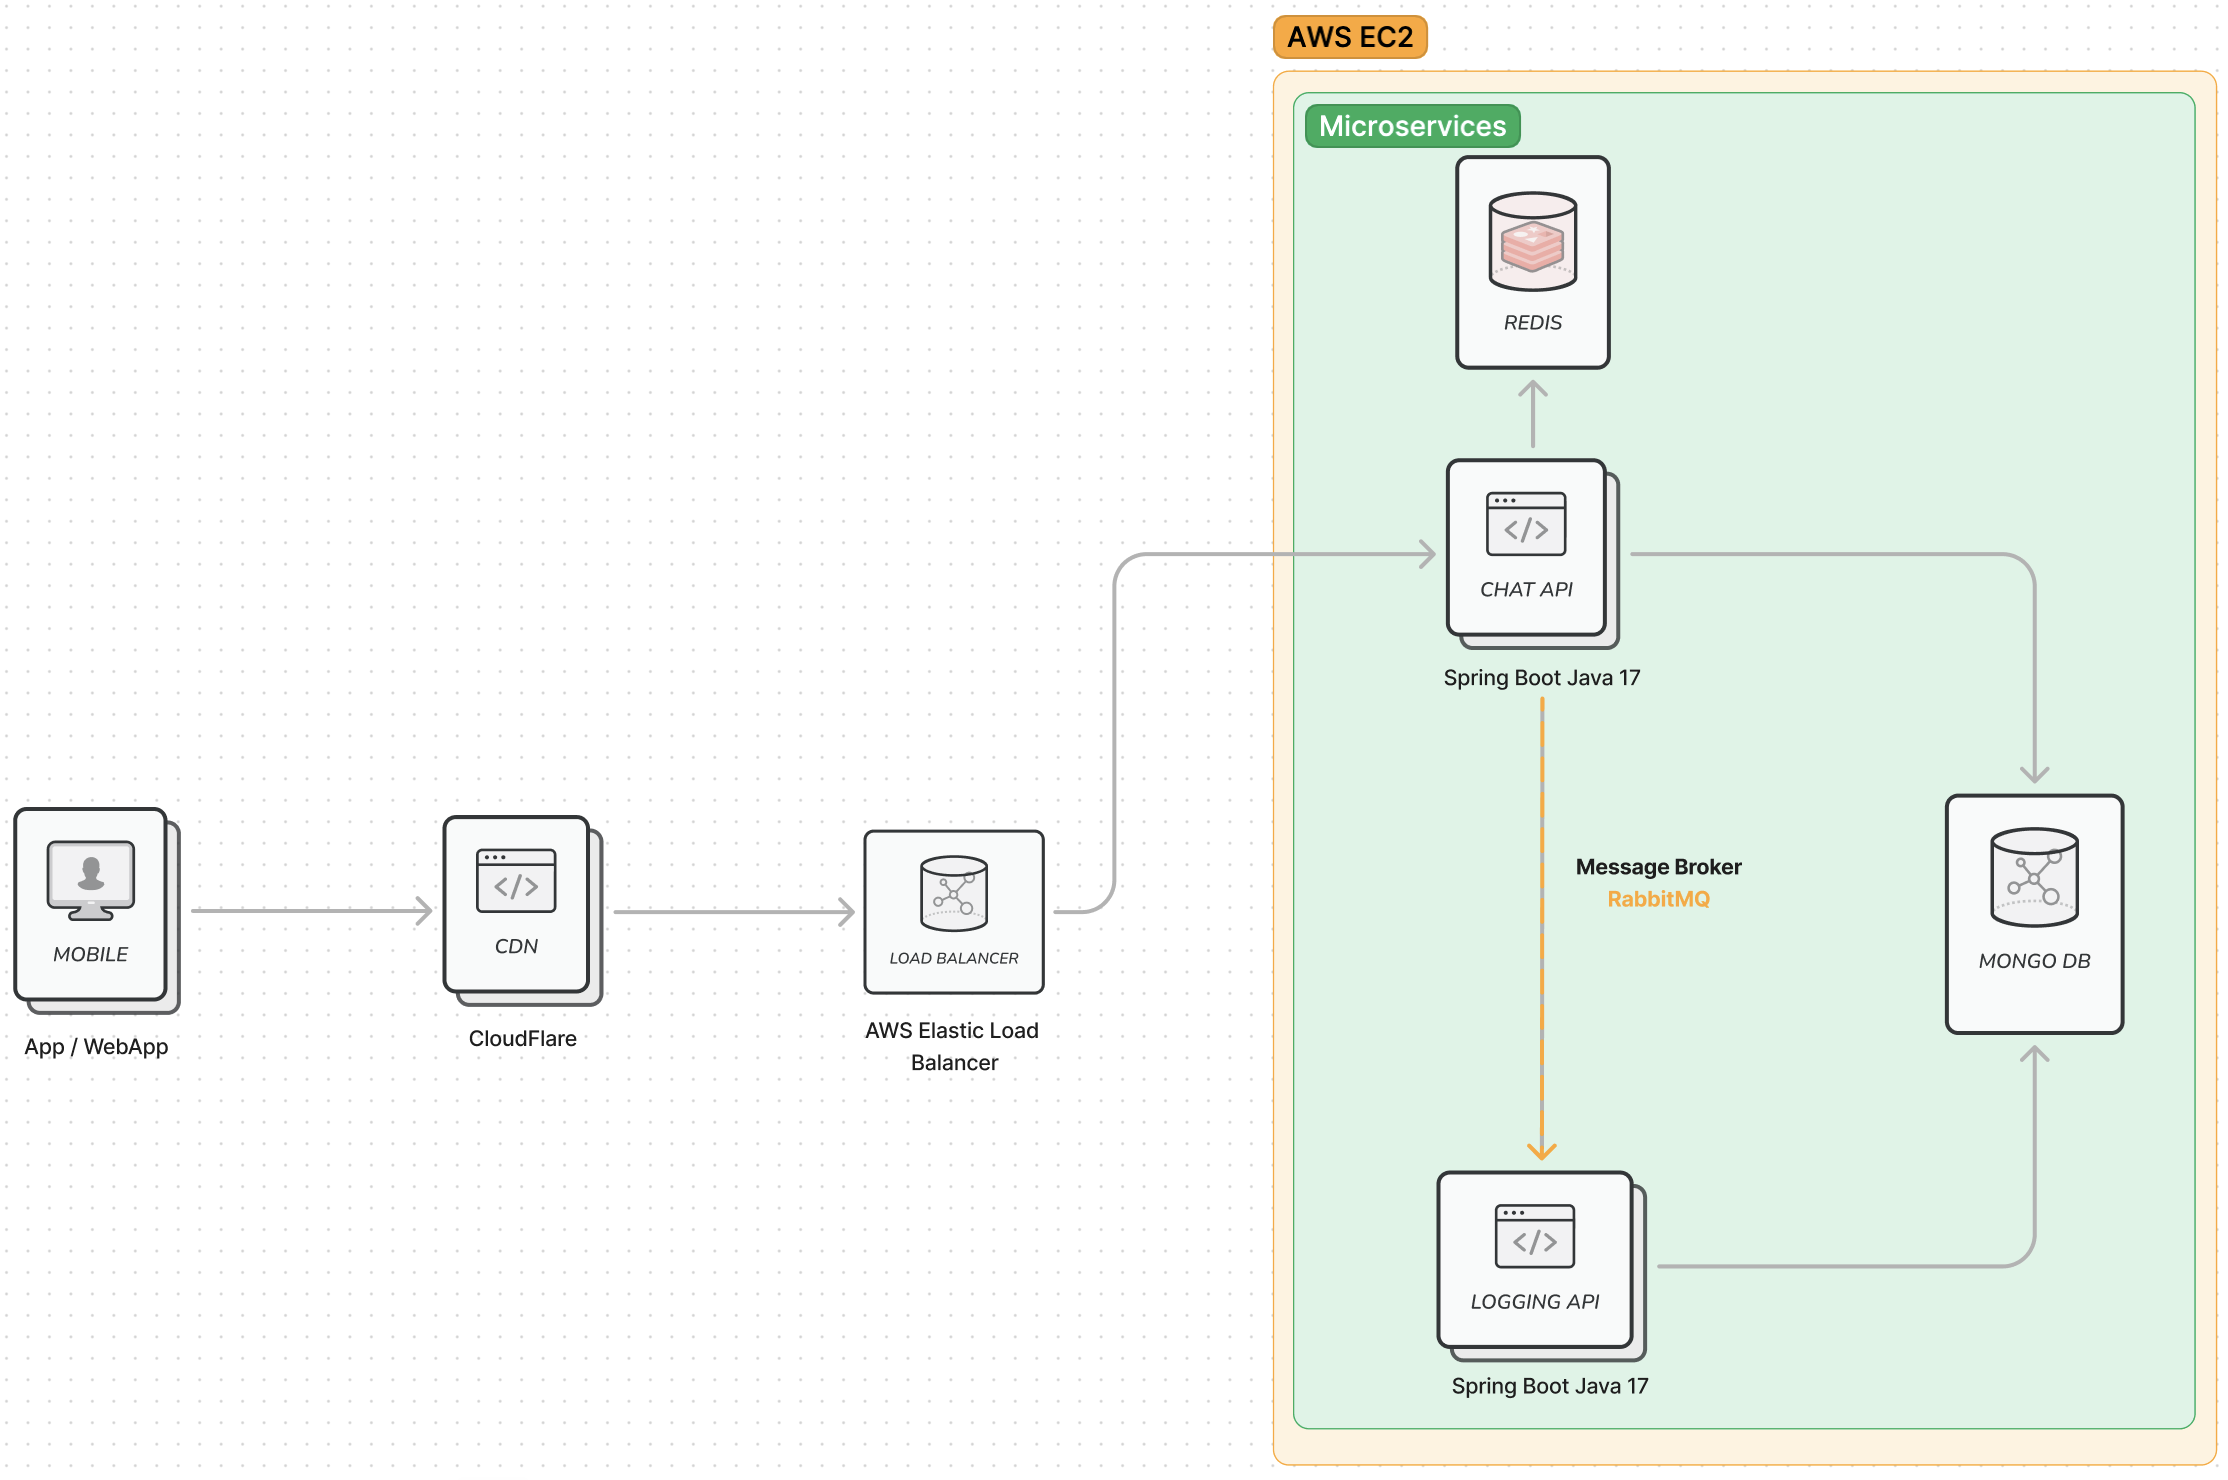 AWS EC2
Microservices
REDIS
CHAT API
Spring Boot Java 17
Message Broker
RabbitMQ
MOBILE
App / WebApp
CDN
CloudFlare
LOAD BALANCER
AWS Elastic Load
Balancer
MONGO DB
LOGGING API
Spring Boot Java 17